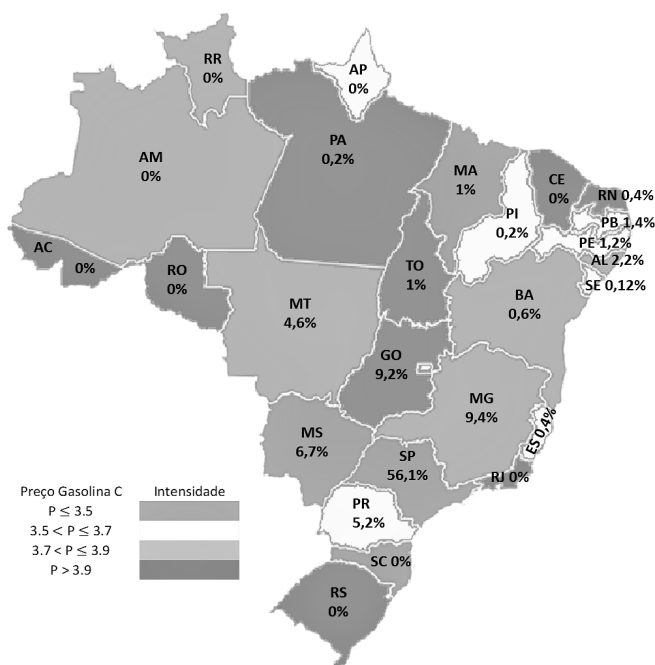 RR
0%
AP
0%
AM
0%
PA
0,2%
MA
1%
CE
0%
RN 0,4%
PI
0,2%
PB 1,4%
PE 1,2%
AL 2,2%
SE 0,12%
AC
0%
RO
0%
TO
1%
BA
0,6%
MT
4,6%
GO
9,2%
MG
9,4%
ES 0,4%
MS
6,7%
SP
56,1%
RJ 0%
PR
5,2%
SC 0%
RS
0%
Preço Gasolina C Intensidade
P ≤ 3.5
3.5 < P ≤ 3.7
3.7 < P ≤ 3.9
P > 3.9